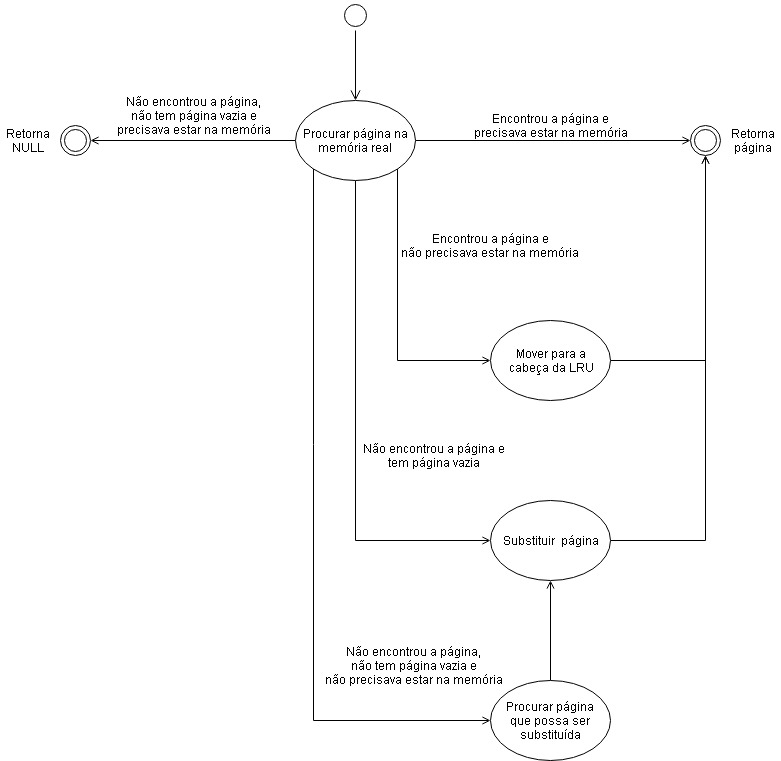 Não encontrou a página,
não tem página vazia e
precisava estar na memória
Retorna
NULL
Procurar página na
memória real
Encontrou a página e
precisava estar na memória
Retorna
página
Encontrou a página e
não precisava estar na memória
Mover para a
cabeça da LRU
Não encontrou a página e
tem página vazia
Substituir página
Não encontrou a página,
não tem página vazia e
não precisava estar na memória
Procurar página
que possa ser
substituída